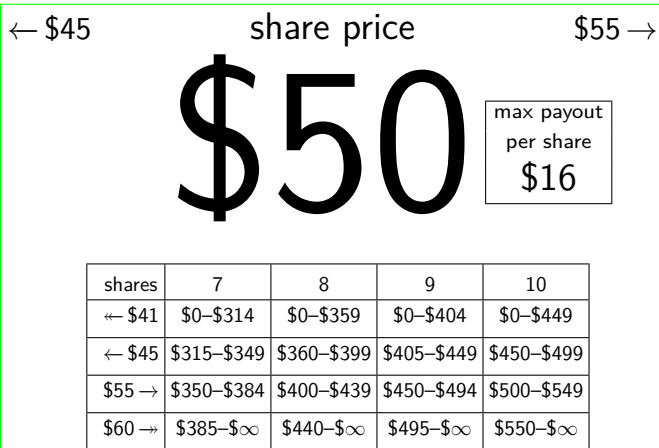 ← $45 share price $55 →
$50
max payout
per share
$16
shares 7 8 9 10
↞ $41 $0–$314 $0–$359 $0–$404 $0–$449
← $45 $315–$349 $360–$399 $405–$449 $450–$499
$55 → $350–$384 $400–$439 $450–$494 $500–$549
$60 ↠ $385–$∞ $440–$∞ $495–$∞ $550–$∞